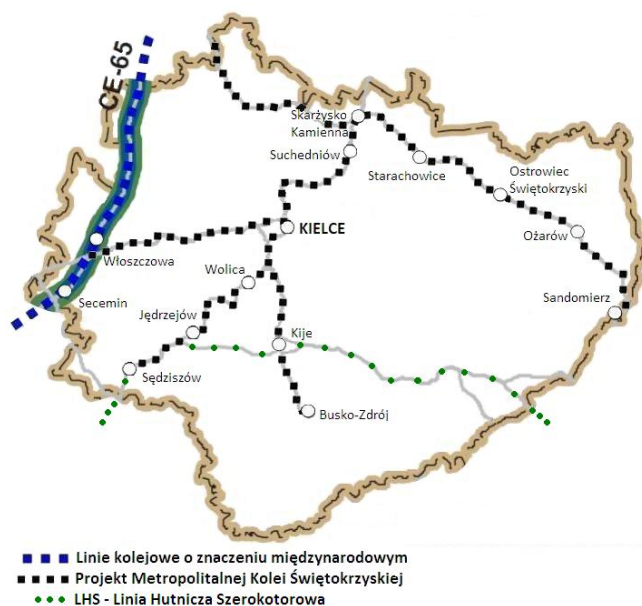 CE-65
Skarżysko
Kamienna
Suchedniów
Starachowice
Ostrowiec
Świętokrzyski
KIELCE
Ożarów
Włoszczowa
Wolica
Secemin
Sandomierz
Jędrzejów
Kije
Sędziszów
Busko-Zdrój
Linie kolejowe o znaczeniu międzynarodowym
Projekt Metropolitalnej Kolei Świętokrzyskiej
LHS - Linia Hutnicza Szerokotorowa